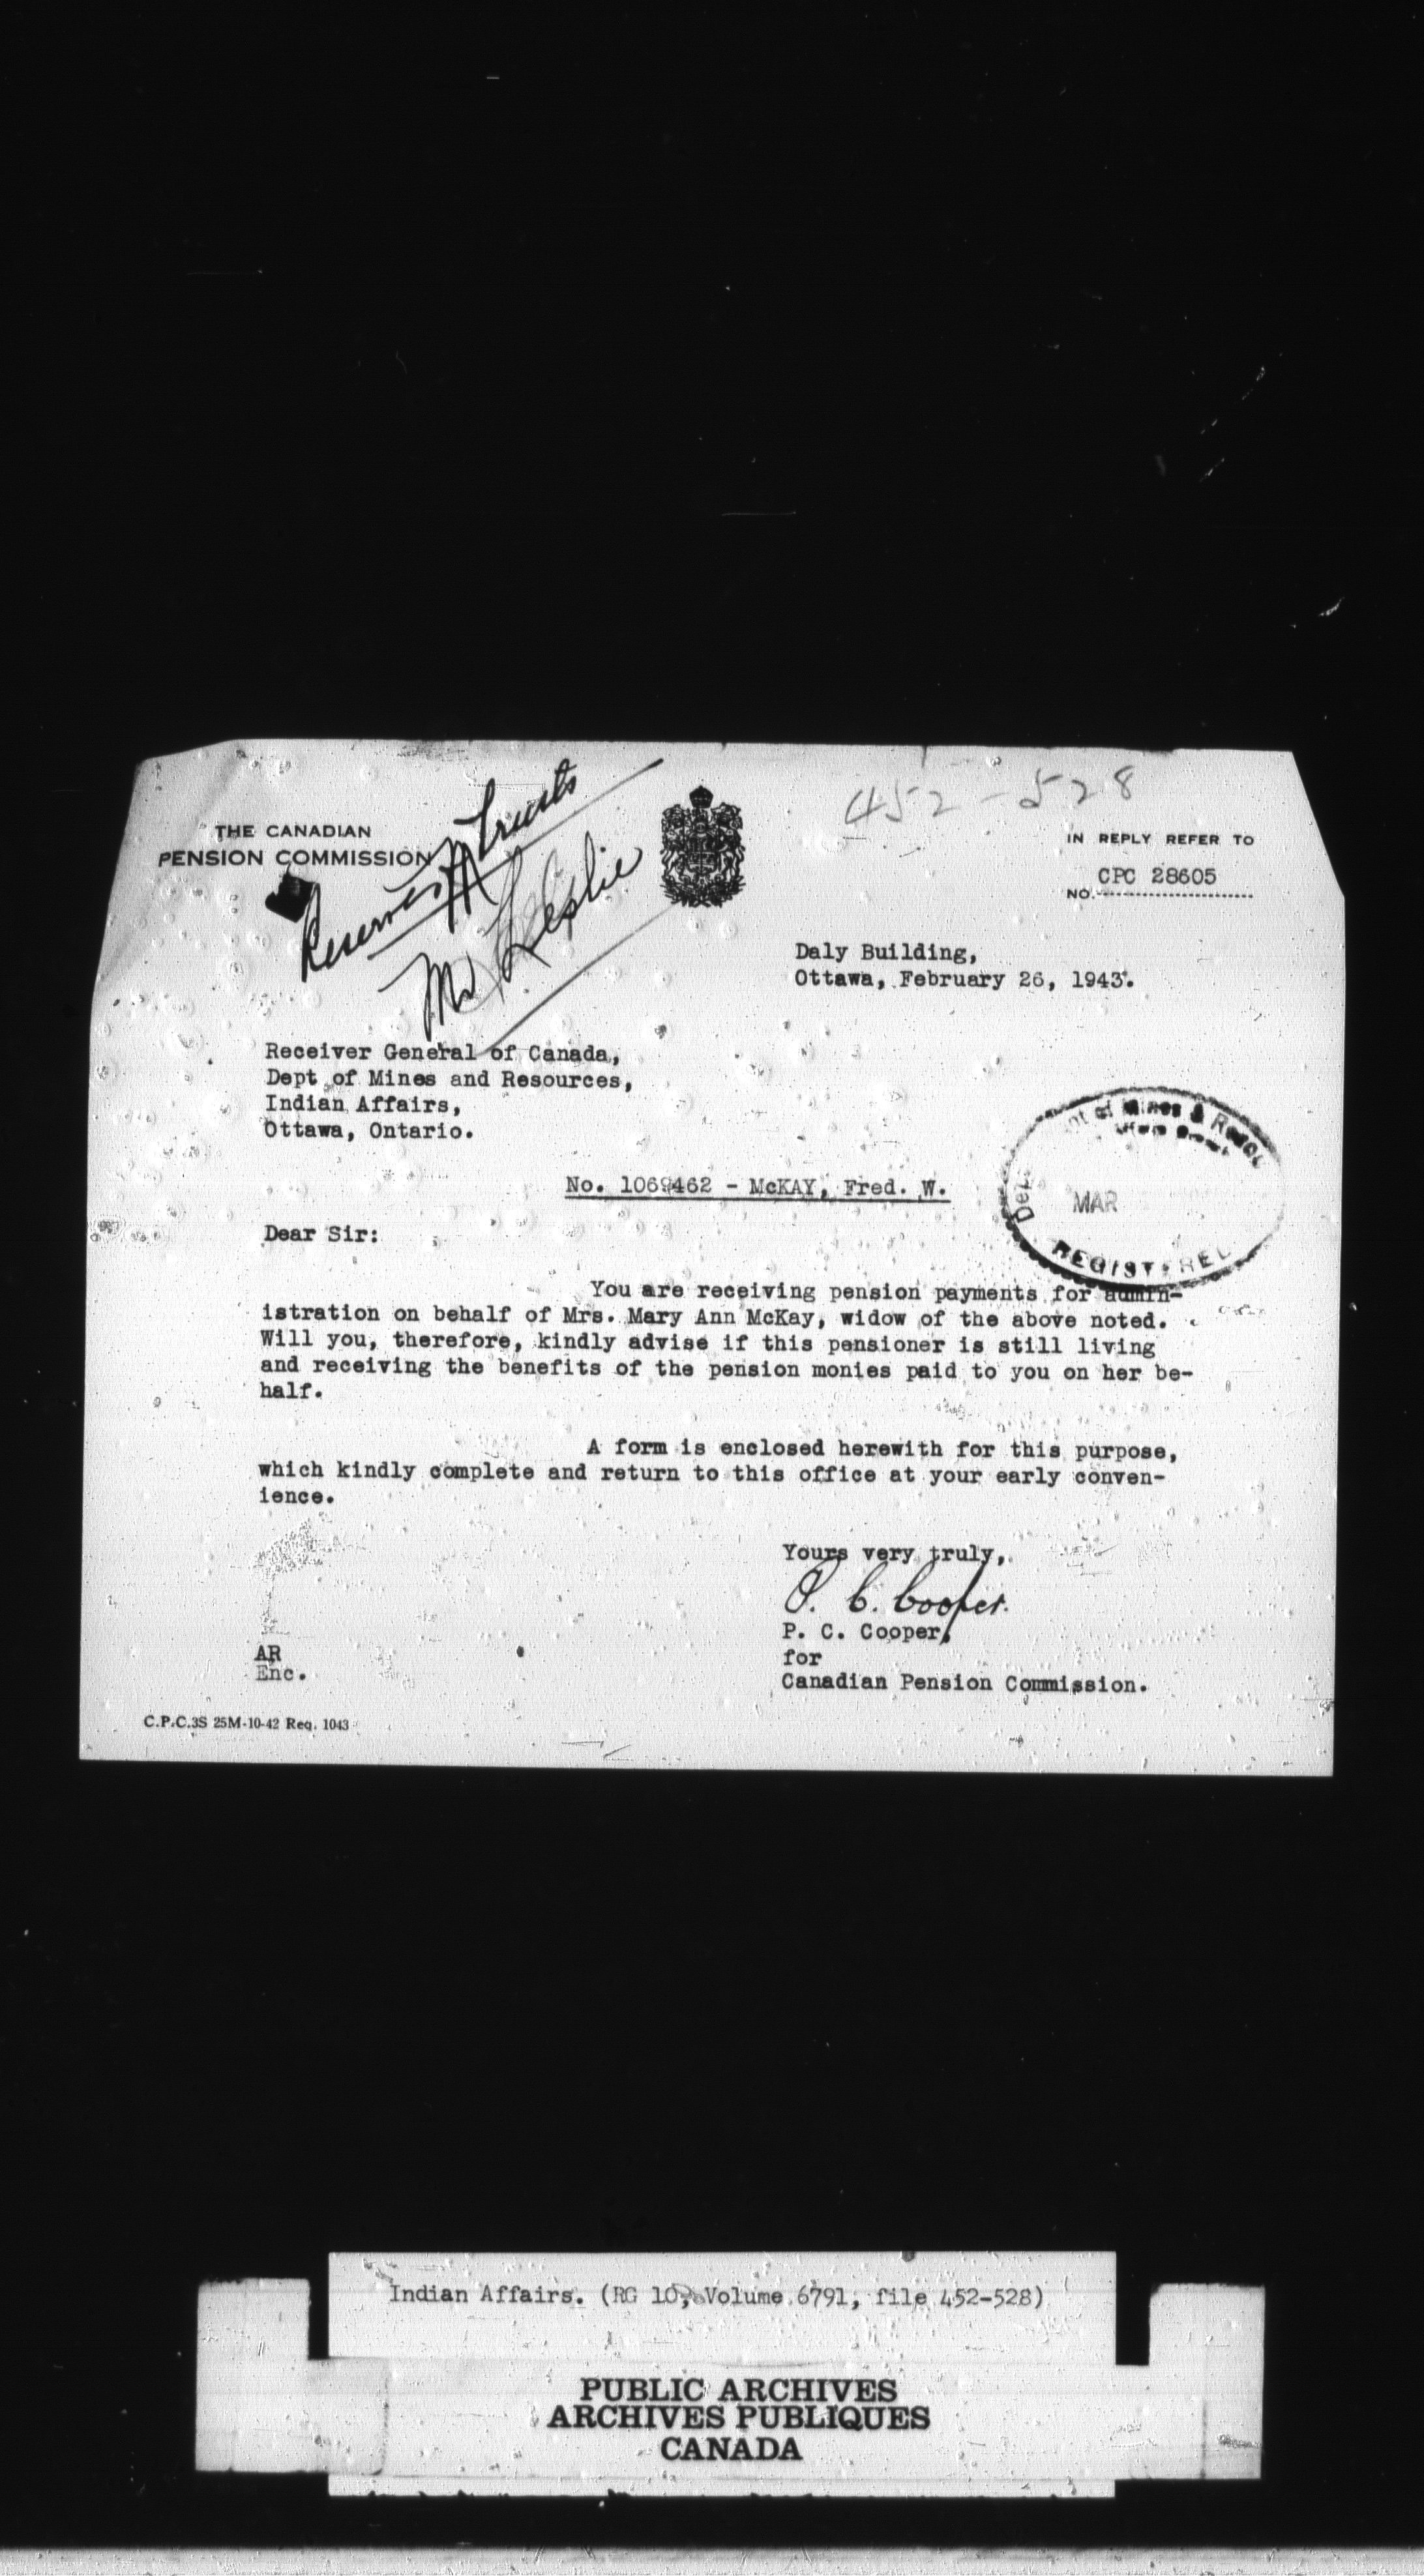 452-528
THE CANADIAN
PENSION COMMISSION
Reserves & Trusts
Mr Leslie
IN REPLY REFER TO
NO. CPC 28605
Daly Building,
Ottawa, February 26, 1943.
Receiver General of Canada,
Dept of Mines and Resources,
Indian Affairs,
Ottawa, Ontario.
No. 1069462 - McKAY, Fred. W.
MAR
REGISTERED
Dear Sir:
You are receiving pension payments for admin-
istration on behalf of Mrs. Mary Ann McKay, widow of the above noted.
Will you, therefore, kindly advise if this pensioner is still living
and receiving the benefits of the pension monies paid to you on her be-
half.
A form is enclosed herewith for this purpose,
which kindly complete and return to this office at your early conven-
ience.
Yours very truly,
P. C. Cooper.
P. C. Cooper,
for
Canadian Pension Commission.
AR
Enc.
C.P.C.3S 25M-10-42 Req. 1043
Indian Affairs. (RG 10, Volume 6791, file 452-528)
PUBLIC ARCHIVES
ARCHIVES PUBLIQUES
CANADA